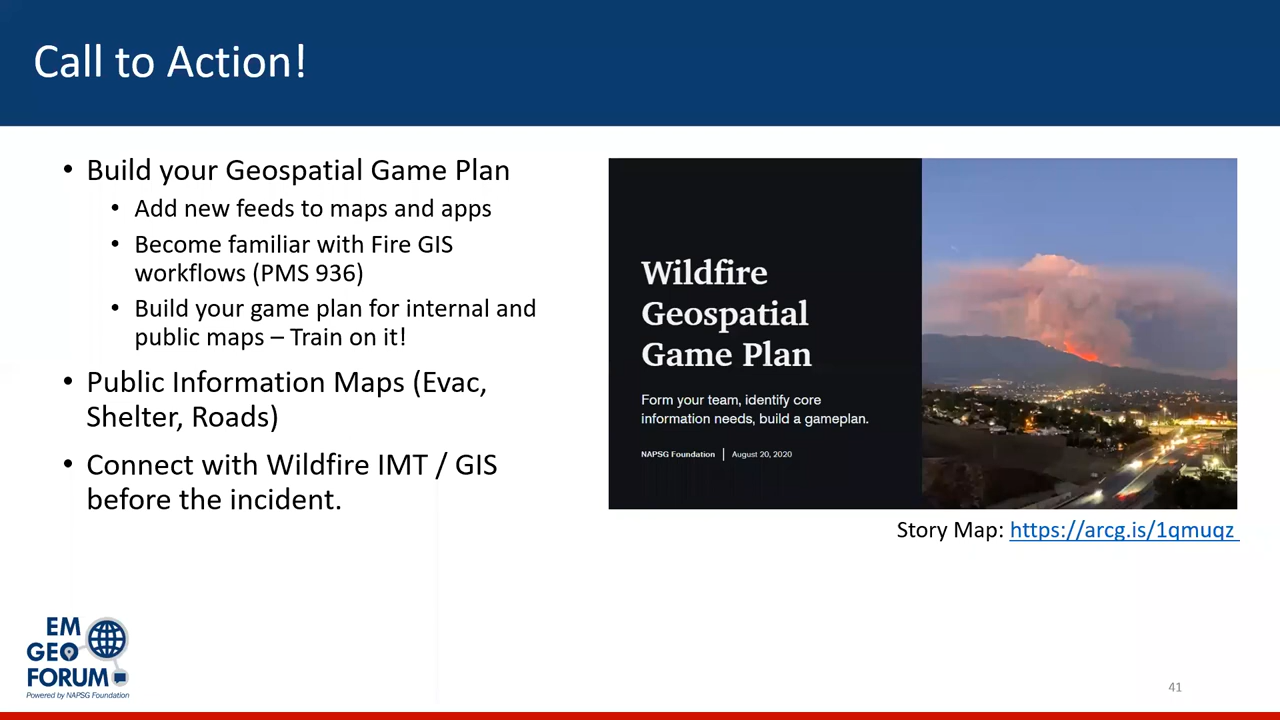 Call to Action!
• Build your Geospatial Game Plan
• Add new feeds to maps and apps
• Become familiar with Fire GIS
workflows (PMS 936)
• Build your game plan for internal and
public maps – Train on it!
• Public Information Maps (Evac,
Shelter, Roads)
• Connect with Wildfire IMT / GIS
before the incident.
Wildfire
Geospatial
Game Plan
Form your team, identify core
information needs, build a gameplan.
NAPSG Foundation | August 20, 2020
Story Map: https://arcg.is/1qmuqz
EM
GEO
FORUM
Powered by NAPSG Foundation
41